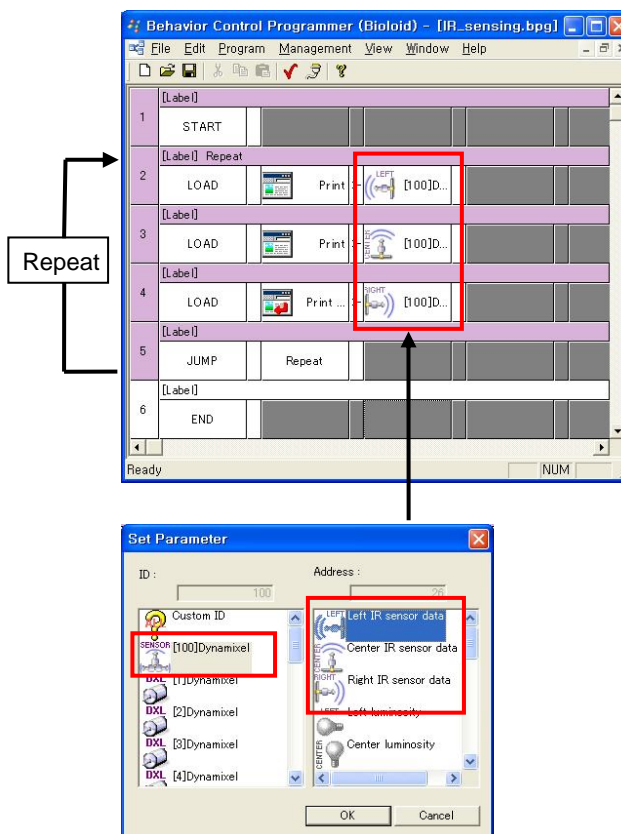 Behavior Control Programmer (Bioloid) - [IR_sensing.bpg]
File Edit Program Management View Window Help
[Label]
1 START
[Label] Repeat
2 LOAD Print LEFT [100]D...
[Label]
3 LOAD Print CENTER [100]D...
[Label]
4 LOAD Print ... RIGHT [100]D...
[Label]
5 JUMP Repeat
[Label]
6 END
Repeat
Ready NUM
Set Parameter
ID : Address :
100 26
Custom ID LEFT Left IR sensor data
SENSOR [100]Dynamixel CENTER Center IR sensor data
DXL [1]Dynamixel RIGHT Right IR sensor data
DXL [2]Dynamixel LEFT Left luminosity
DXL [3]Dynamixel CENTER Center luminosity
DXL [4]Dynamixel
OK Cancel